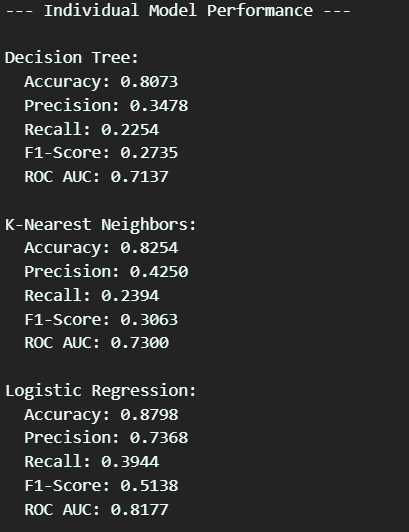 --- Individual Model Performance ---
Decision Tree:
Accuracy: 0.8073
Precision: 0.3478
Recall: 0.2254
F1-Score: 0.2735
ROC AUC: 0.7137
K-Nearest Neighbors:
Accuracy: 0.8254
Precision: 0.4250
Recall: 0.2394
F1-Score: 0.3063
ROC AUC: 0.7300
Logistic Regression:
Accuracy: 0.8798
Precision: 0.7368
Recall: 0.3944
F1-Score: 0.5138
ROC AUC: 0.8177